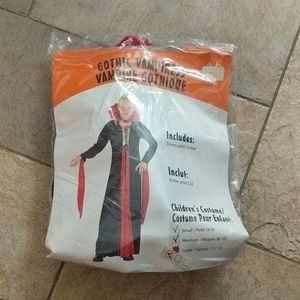 GOTHIC VAMPIRESS
VAMPIRE GOTHIQUE
Includes:
Dress and Collar
Inclut:
Robe et Col
Children's Costume/
Costume Pour Enfant:
Small / Petit (4-6)
Medium / Moyen (8-10)
Large / Grand (12-14)